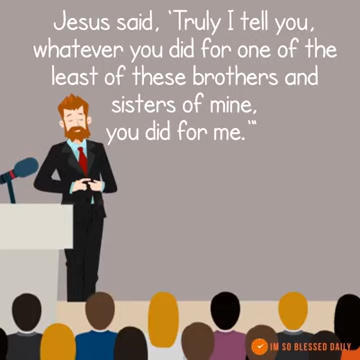 Jesus said, 'Truly I tell you,
whatever you did for one of the
least of these brothers and
sisters of mine,
you did for me.'"
IM SO BLESSED DAILY